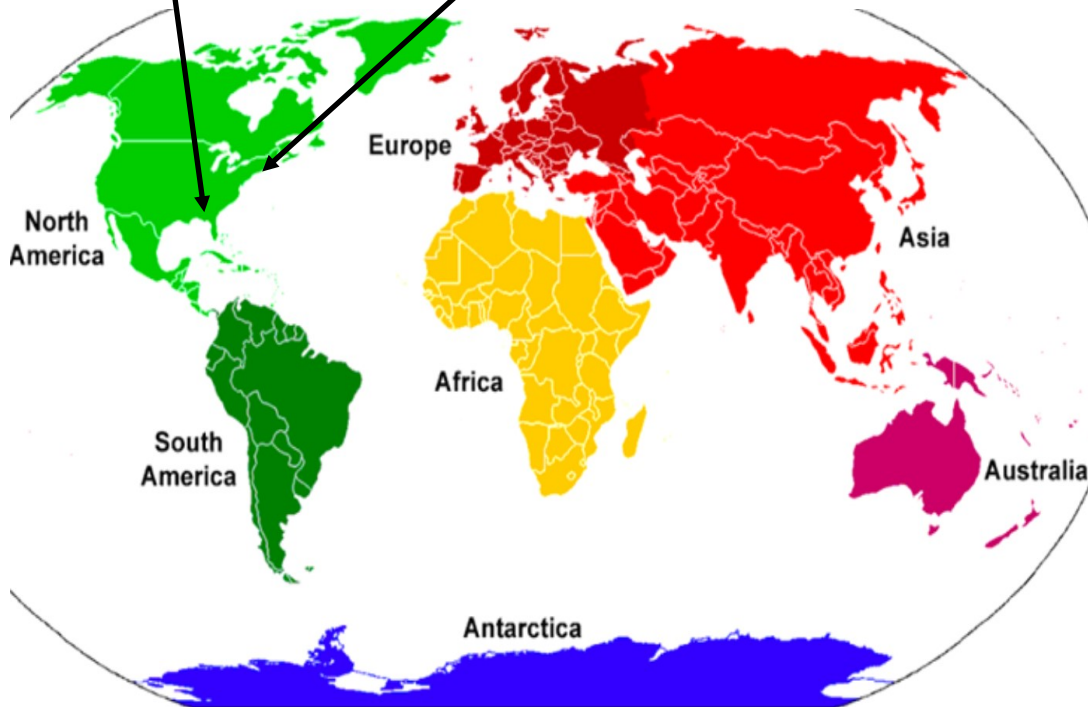 Europe
North
America
Asia
Africa
South
America
Australia
Antarctica